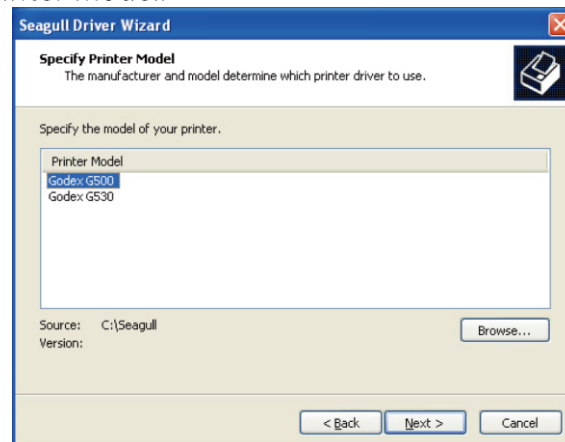 Seagull Driver Wizard
Specify Printer Model
The manufacturer and model determine which printer driver to use.
Specify the model of your printer.
Printer Model
Godex G500
Godex G530
Source: C:\Seagull
Browse...
Version:
< Back Next > Cancel